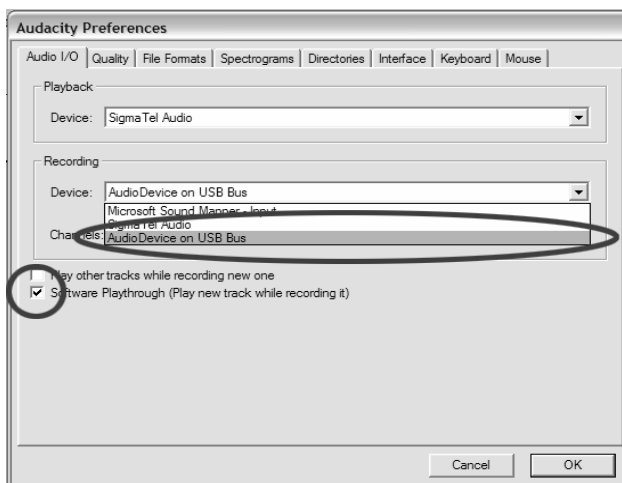 Audacity Preferences
Audio I/O Quality File Formats Spectrograms Directories Interface Keyboard Mouse
Playback
Device: SigmaTel Audio
Recording
Device: AudioDevice on USB Bus
Microsoft Sound Mapper - Input
SigmaTel Audio
Channels: AudioDevice on USB Bus
Play other tracks while recording new one
Software Playthrough (Play new track while recording it)
Cancel OK